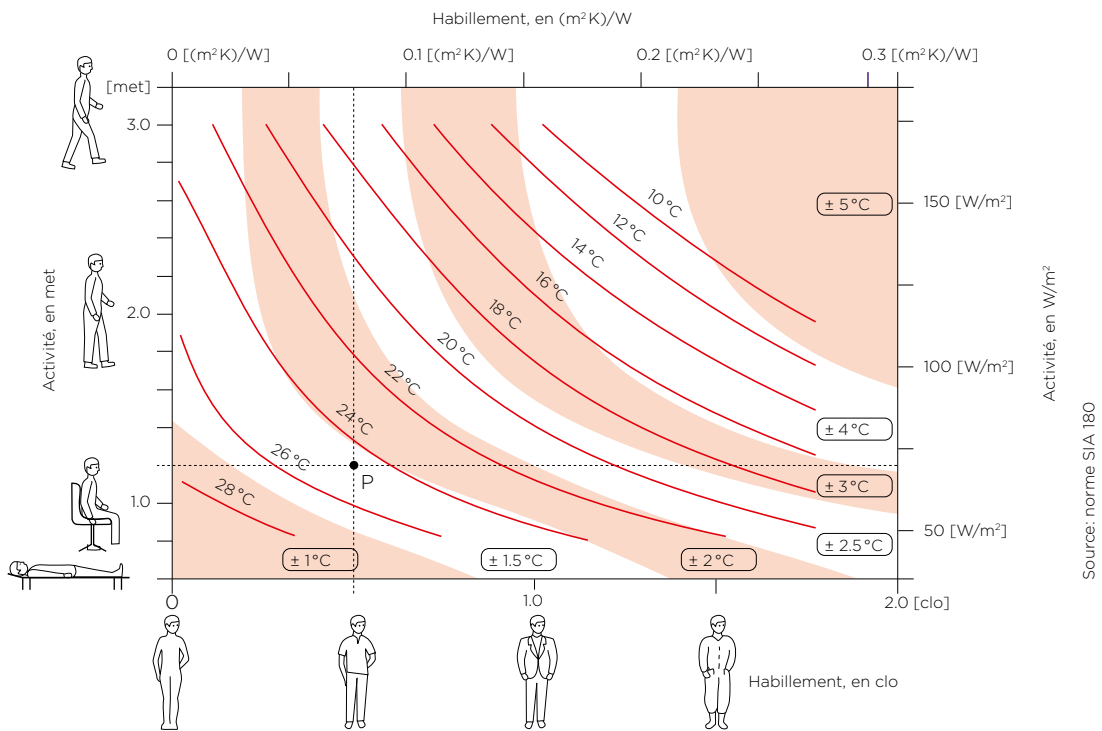 Habillement, en (m²K)/W
0 [(m²K)/W]
0.1 [(m²K)/W]
0.2 [(m²K)/W]
0.3 [(m²K)/W]
[met]
3.0
2.0
1.0
Activité, en met
10 °C
12 °C
14 °C
16 °C
18 °C
20 °C
22 °C
24 °C
26 °C
28 °C
P
± 5 °C
± 4 °C
± 3 °C
± 2.5 °C
± 1 °C
± 1.5 °C
± 2 °C
150 [W/m²]
100 [W/m²]
50 [W/m²]
Activité, en W/m²
Source: norme SIA 180
0
1.0
2.0 [clo]
Habillement, en clo